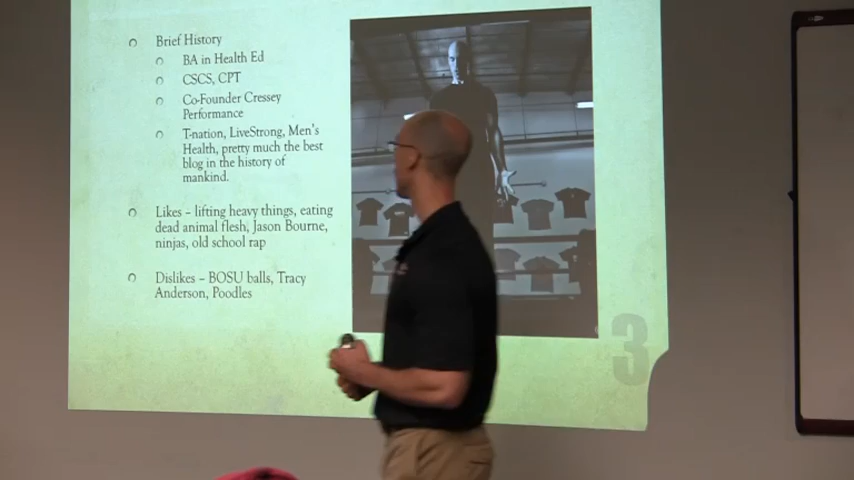 Brief History
BA in Health Ed
CSCS, CPT
Co-Founder Cressey
Performance
T-nation, LiveStrong, Men's
Health, pretty much the best
blog in the history of
mankind.
Likes – lifting heavy things, eating
dead animal flesh, Jason Bourne,
ninjas, old school rap
Dislikes – BOSU balls, Tracy
Anderson, Poodles
3